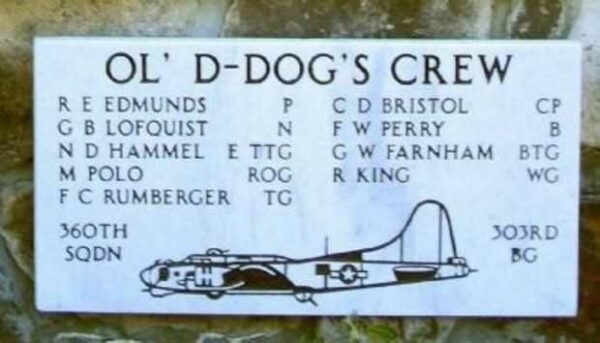 OL' D-DOG'S CREW
R E EDMUNDS P C D BRISTOL CP
G B LOFQUIST N F W PERRY B
N D HAMMEL E TTG G W FARNHAM BTG
M POLO ROG R KING WG
F C RUMBERGER TG
360TH SQDN
303RD BG